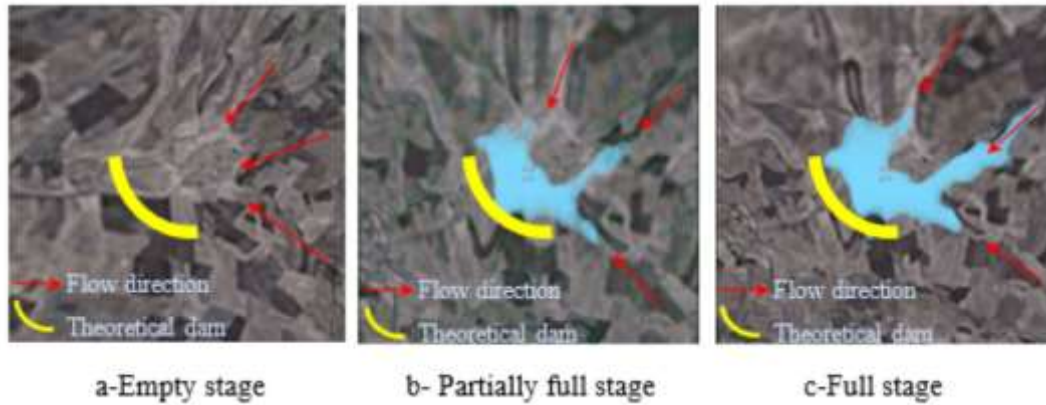 Flow direction
Theoretical dam
Flow direction
Theoretical dam
Flow direction
Theoretical dam
a-Empty stage
b- Partially full stage
c-Full stage